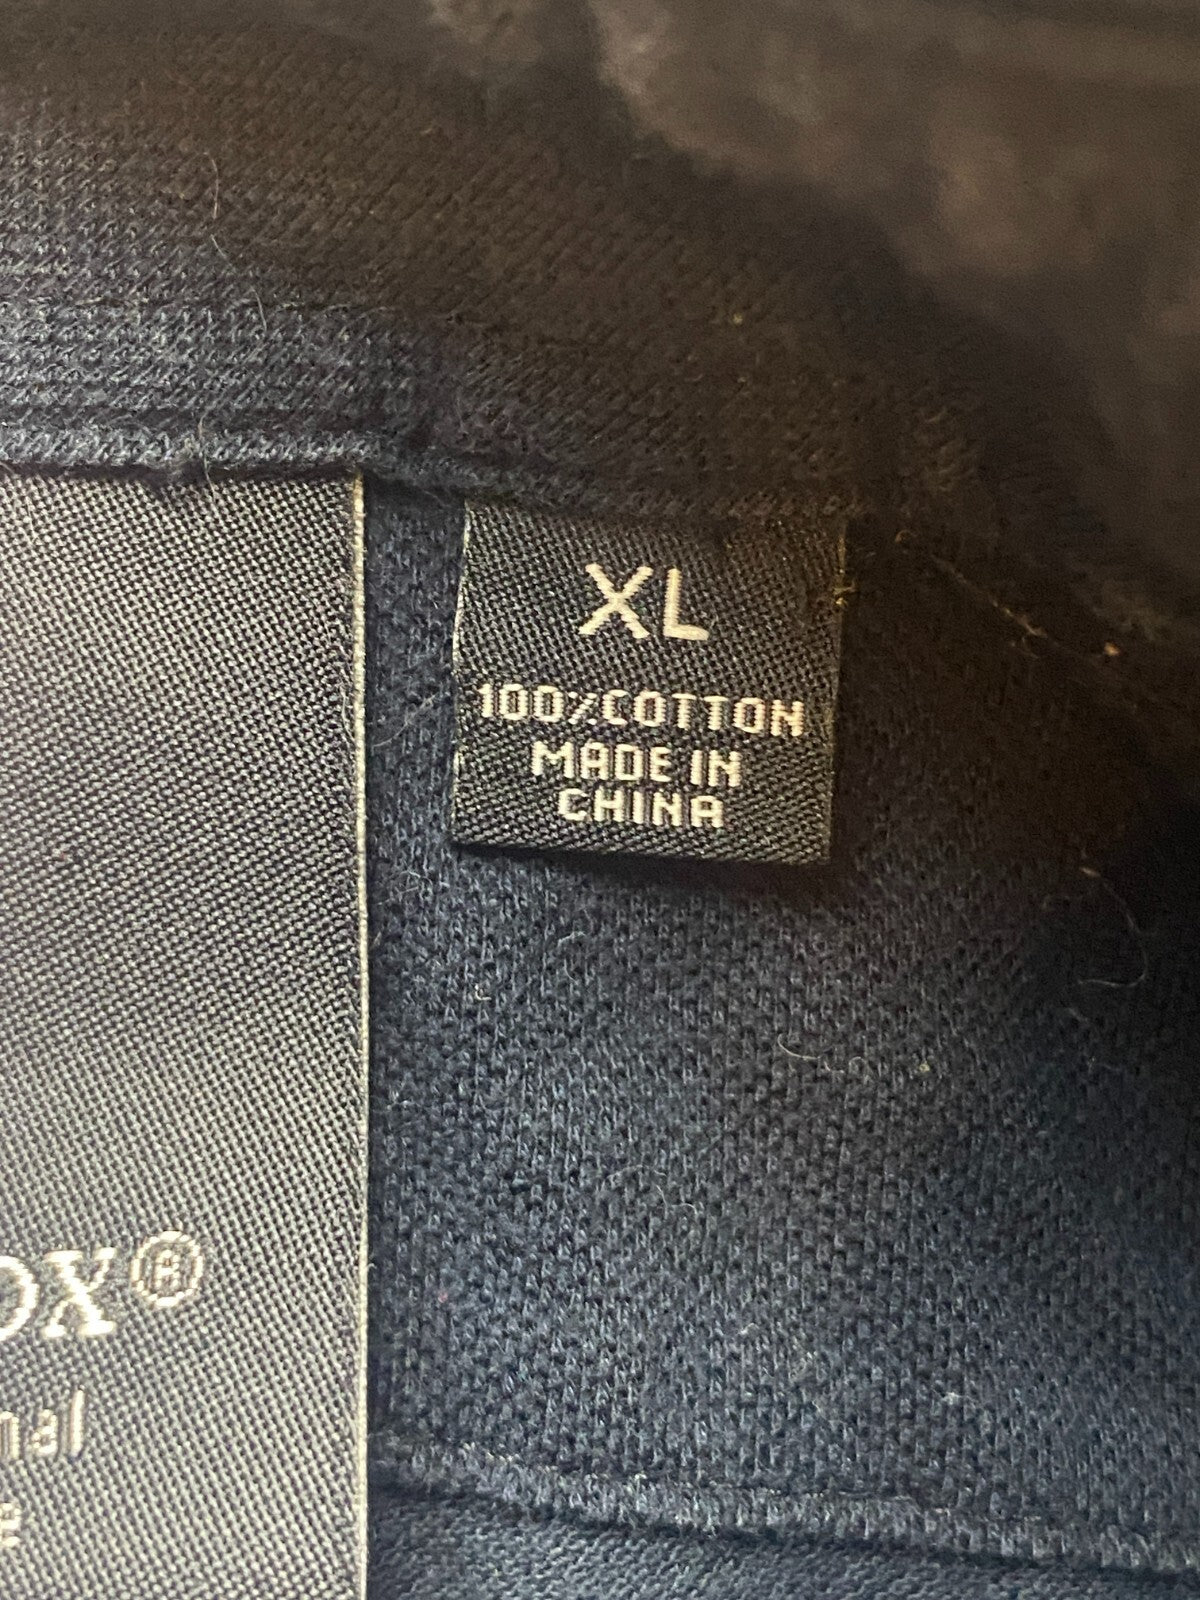 XL
100%COTTON
MADE IN
CHINA
ox®
nal
e